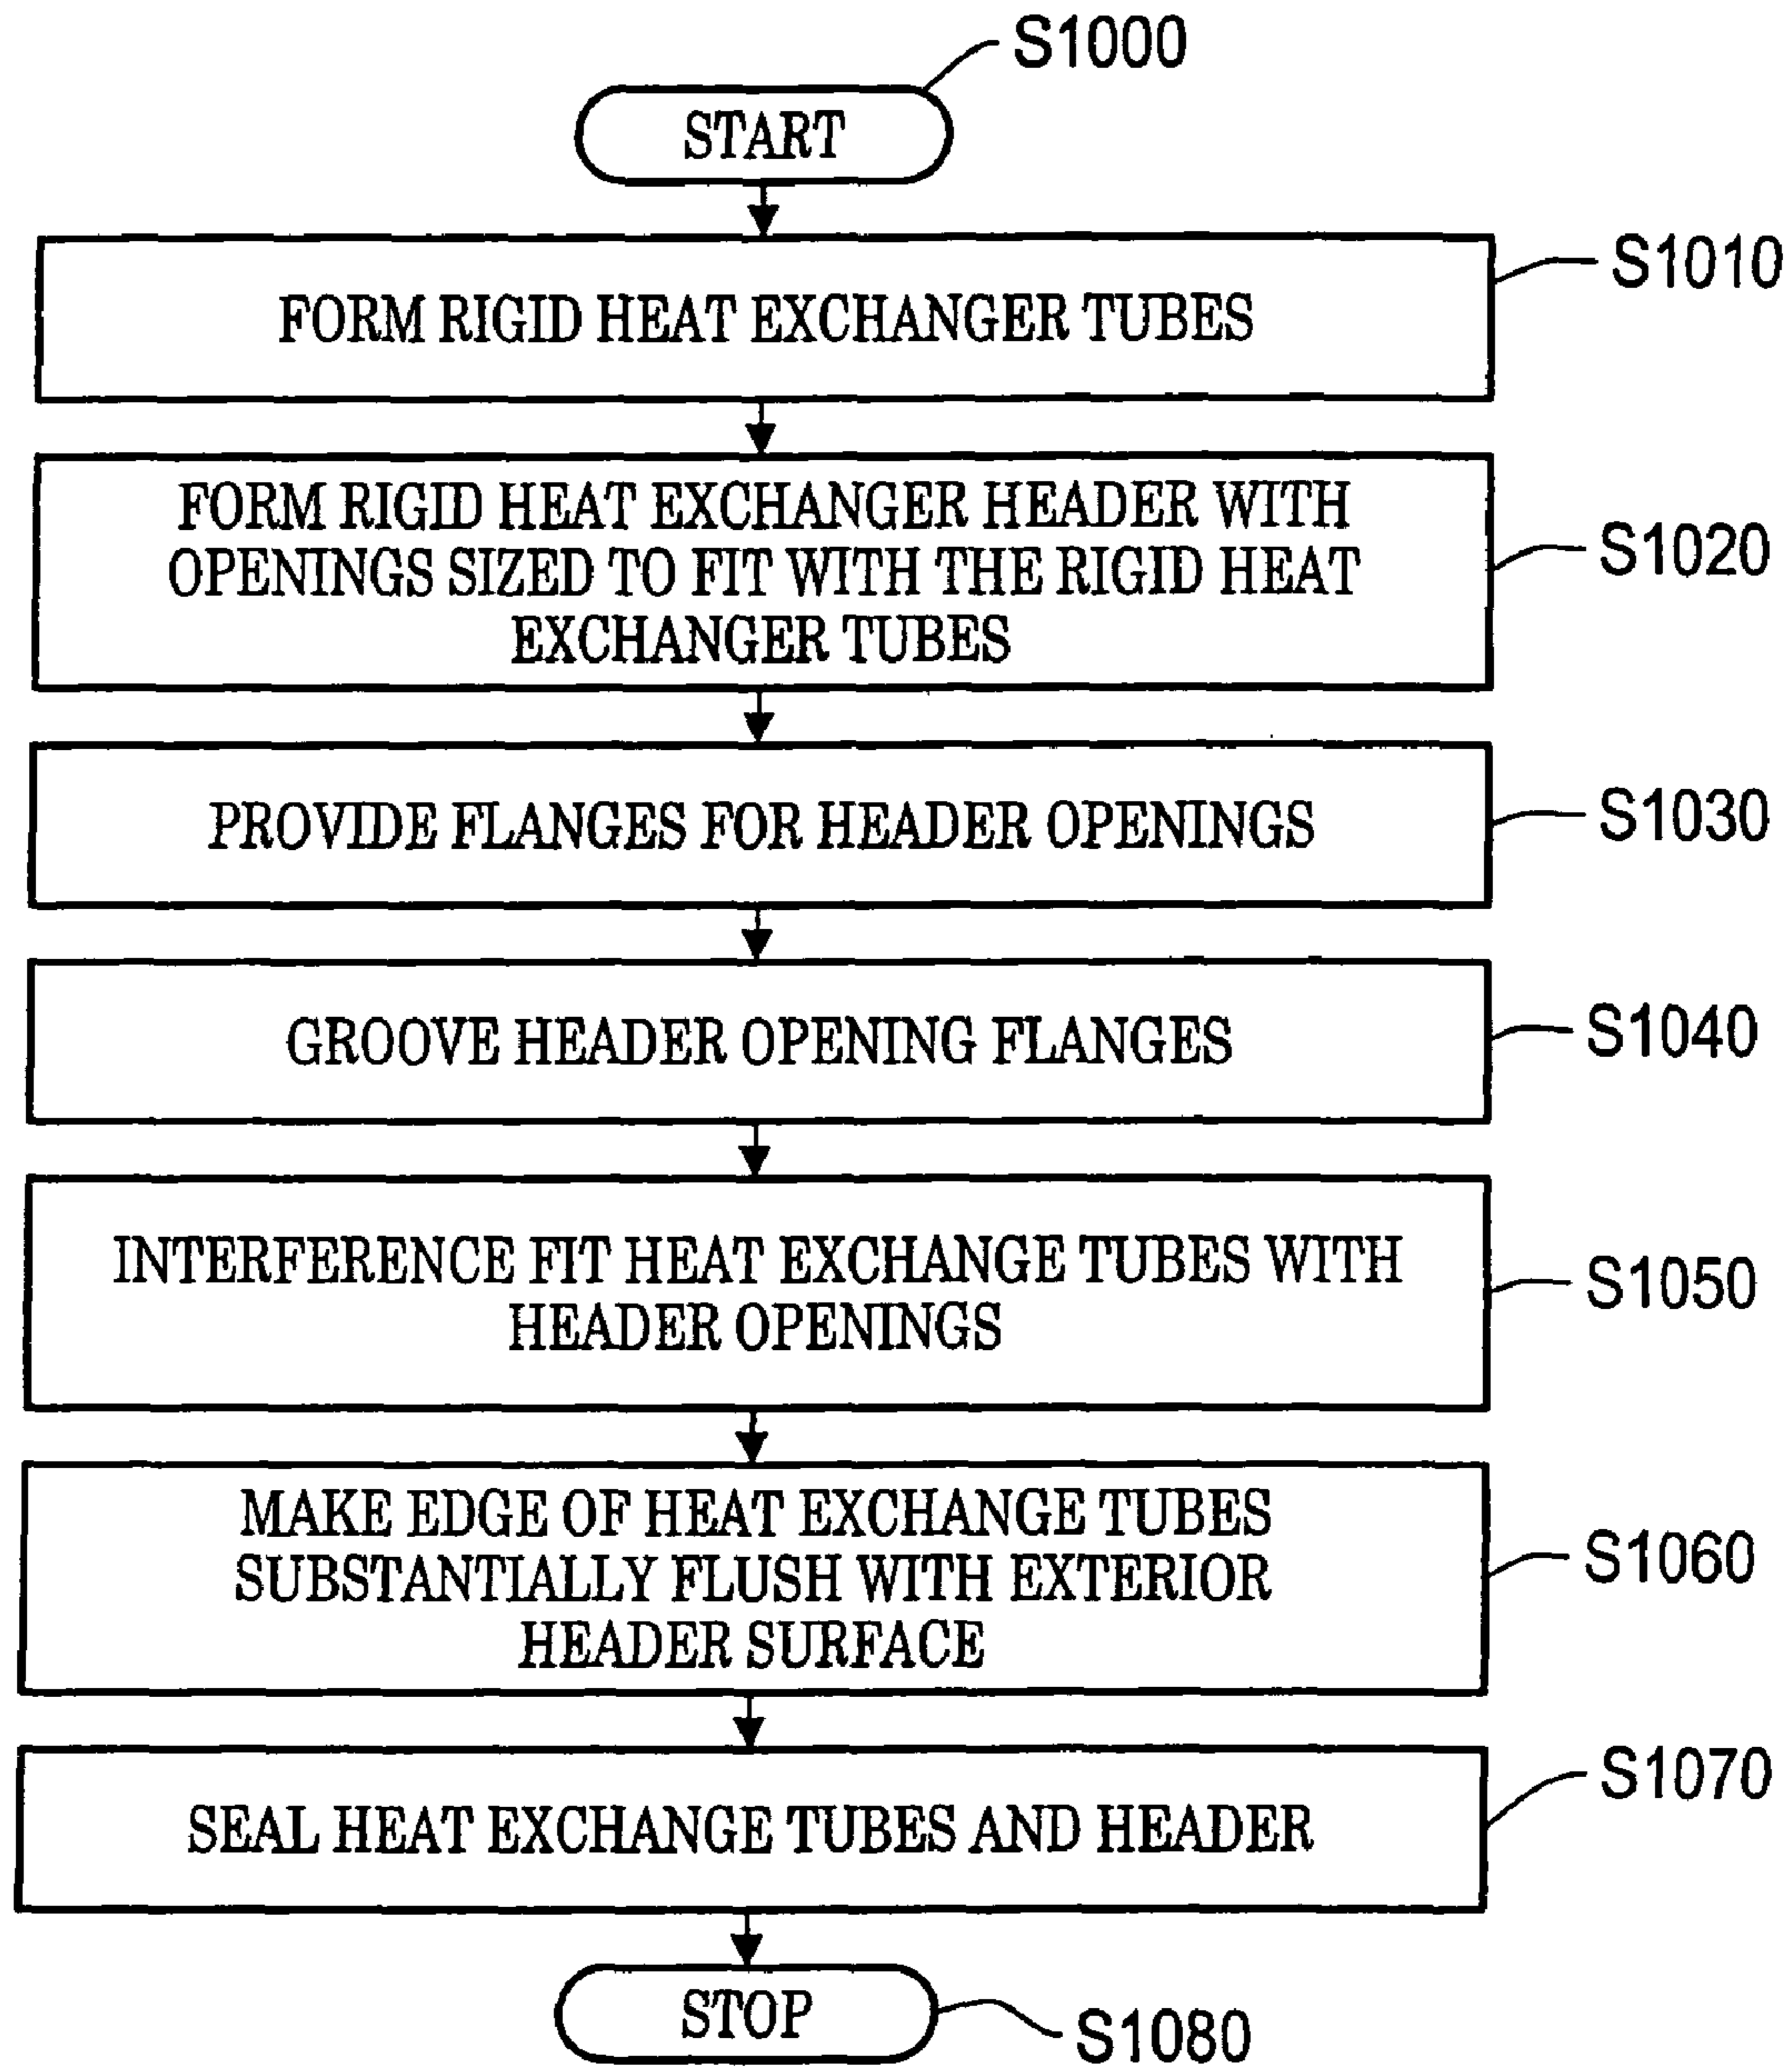 S1000
START
S1010
FORM RIGID HEAT EXCHANGER TUBES
FORM RIGID HEAT EXCHANGER HEADER WITH
OPENINGS SIZED TO FIT WITH THE RIGID HEAT
EXCHANGER TUBES
S1020
PROVIDE FLANGES FOR HEADER OPENINGS
S1030
GROOVE HEADER OPENING FLANGES
S1040
INTERFERENCE FIT HEAT EXCHANGE TUBES WITH
HEADER OPENINGS
S1050
MAKE EDGE OF HEAT EXCHANGE TUBES
SUBSTANTIALLY FLUSH WITH EXTERIOR
HEADER SURFACE
S1060
SEAL HEAT EXCHANGE TUBES AND HEADER
S1070
STOP
S1080